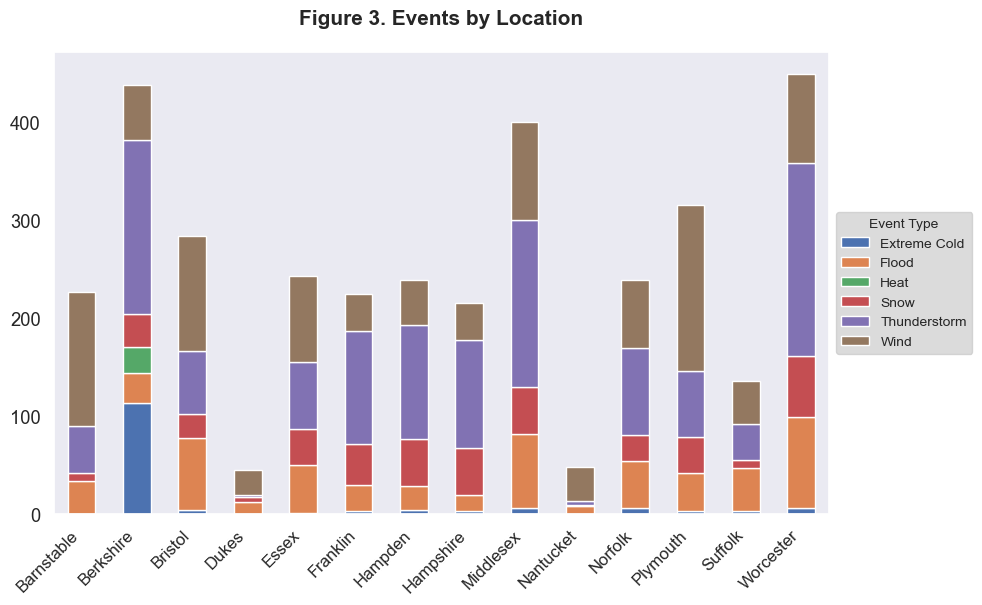 Figure 3. Events by Location
400
300
200
100
0
Barnstable
Berkshire
Bristol
Dukes
Essex
Franklin
Hampden
Hampshire
Middlesex
Nantucket
Norfolk
Plymouth
Suffolk
Worcester
Event Type
Extreme Cold
Flood
Heat
Snow
Thunderstorm
Wind